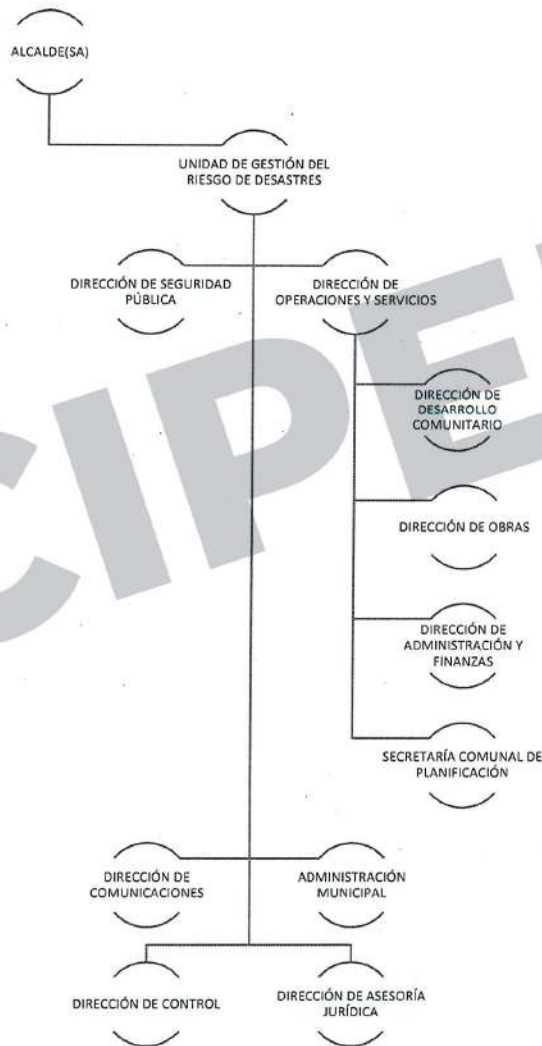 ALCALDE(SA)
UNIDAD DE GESTIÓN DEL
RIESGO DE DESASTRES
DIRECCIÓN DE SEGURIDAD
PÚBLICA
DIRECCIÓN DE
OPERACIONES Y SERVICIOS
DIRECCIÓN DE
DESARROLLO
COMUNITARIO
DIRECCIÓN DE OBRAS
DIRECCIÓN DE
ADMINISTRACIÓN Y
FINANZAS
SECRETARÍA COMUNAL DE
PLANIFICACIÓN
DIRECCIÓN DE
COMUNICACIONES
ADMINISTRACIÓN
MUNICIPAL
DIRECCIÓN DE CONTROL
DIRECCIÓN DE ASESORÍA
JURÍDICA